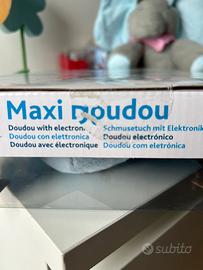 Maxi Doudou
Doudou with electron
Schmusetuch mit Elektronik
Doudou con elettronica
Doudou electrónico
Doudou avec électronique
Doudou com eletrónica
subito